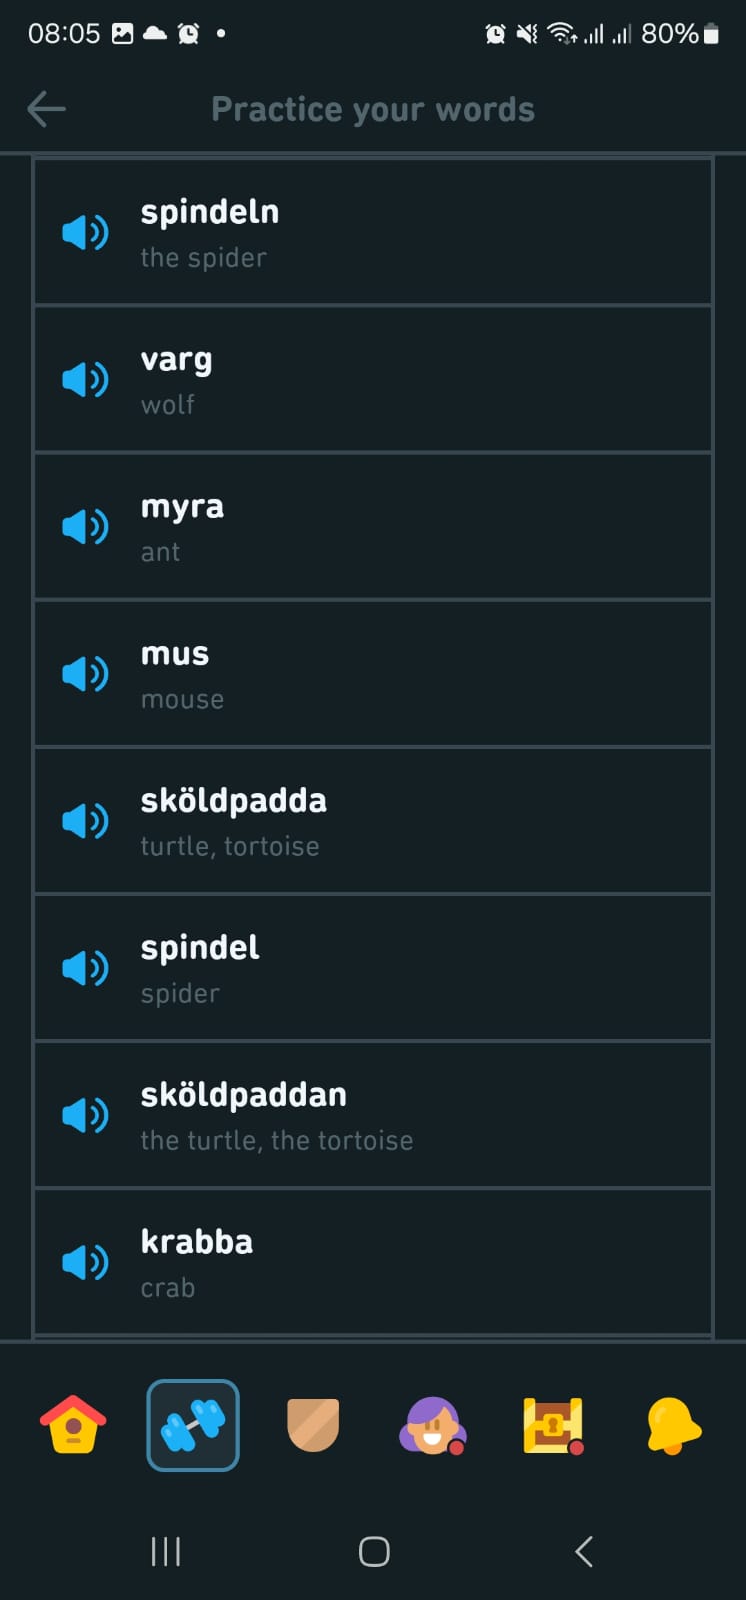 08:05
80%
Practice your words
spindeln
the spider
varg
wolf
myra
ant
mus
mouse
sköldpadda
turtle, tortoise
spindel
spider
sköldpaddan
the turtle, the tortoise
krabba
crab